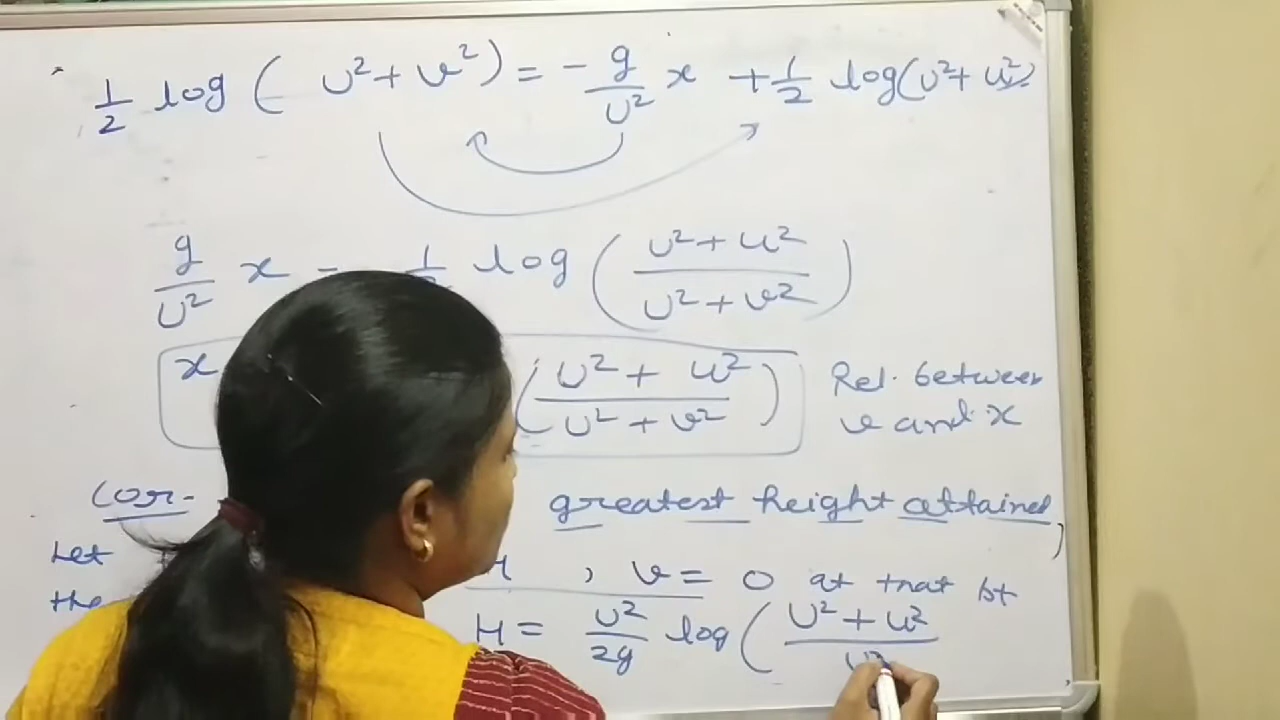 1/2 log ( U² + v² ) = - g/U² x + 1/2 log(U² + u²).
g/U² x = 1/2 log ( U² + u² / U² + v² )
x ( U² + u² / U² + v² ) Rel. between v and x
Cor- greatest height attained,
Let H , v = 0 at that pt
the H = U²/2g log ( U² + u² / U²